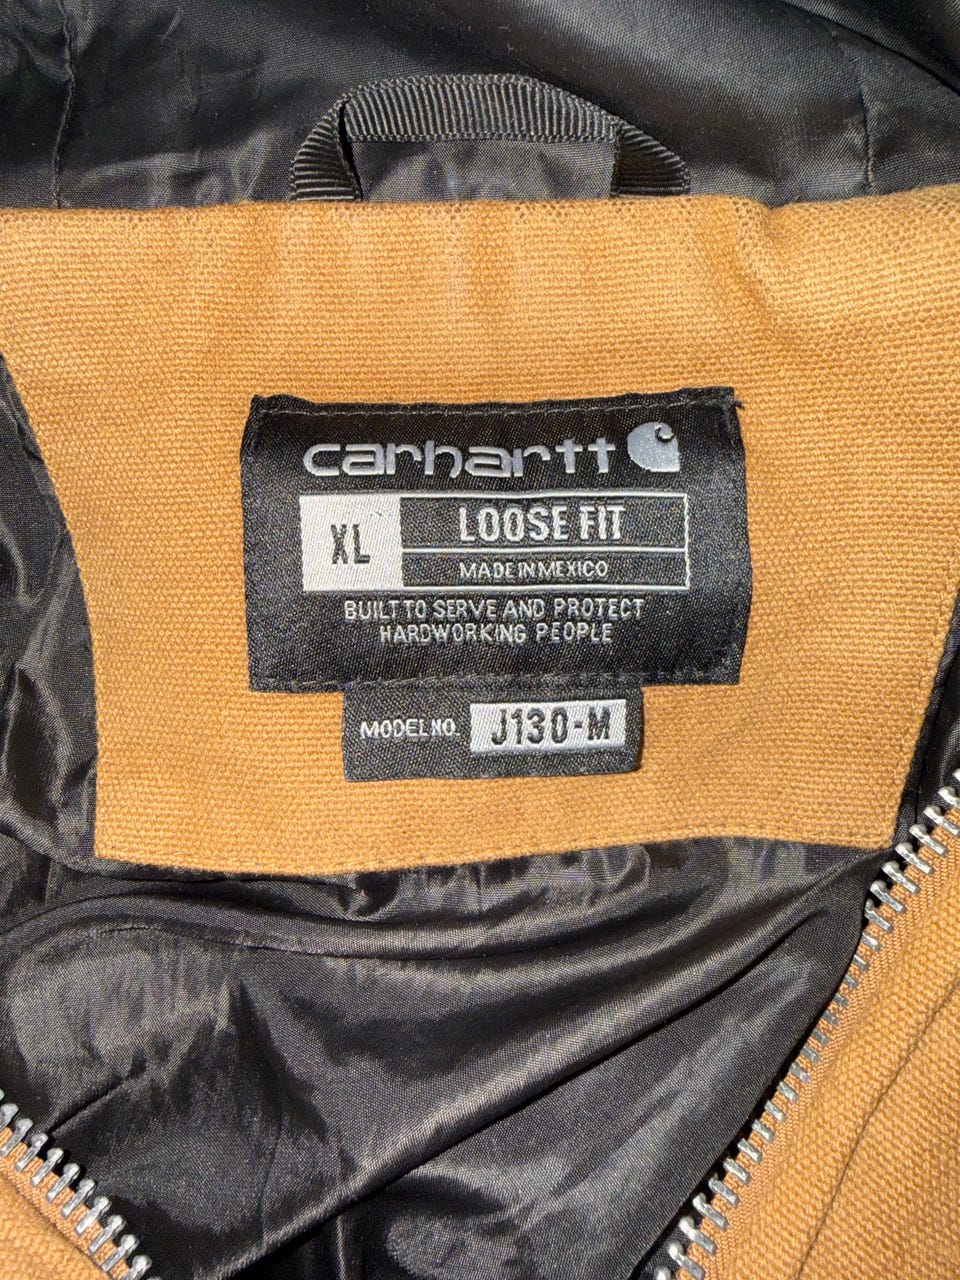 carhartt
XL
LOOSE FIT
MADE IN MEXICO
BUILT TO SERVE AND PROTECT
HARDWORKING PEOPLE
MODEL NO. J130-M